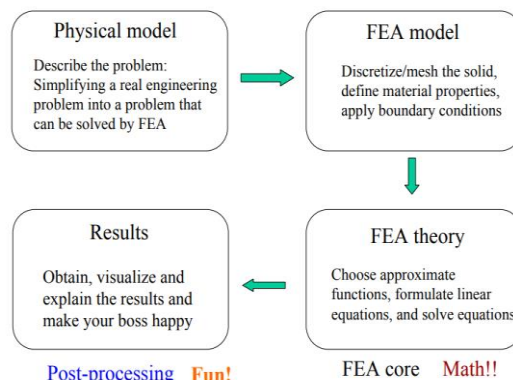 Physical model
Describe the problem:
Simplifying a real engineering
problem into a problem that
can be solved by FEA
FEA model
Discretize/mesh the solid,
define material properties,
apply boundary conditions
Results
Obtain, visualize and
explain the results and
make your boss happy
FEA theory
Choose approximate
functions, formulate linear
equations, and solve equations
Post-processing Fun!
FEA core Math!!